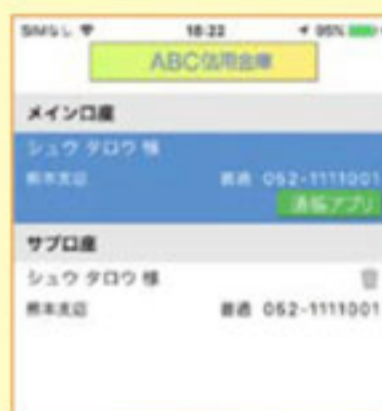 SIMなし 18:22 95%
ABC信用金庫
メイン口座
シュウ タロウ 様
熊本支店 普通 052-1111001
通帳アプリ
サブ口座
シュウ タロウ 様
熊本支店 普通 052-1111001